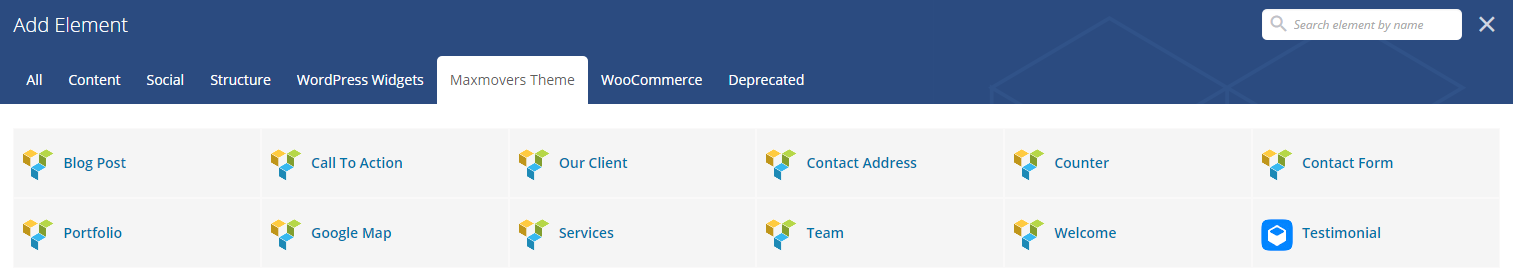 Add Element
Search element by name
All Content Social Structure WordPress Widgets Maxmovers Theme WooCommerce Deprecated
Blog Post Call To Action Our Client Contact Address Counter Contact Form
Portfolio Google Map Services Team Welcome Testimonial